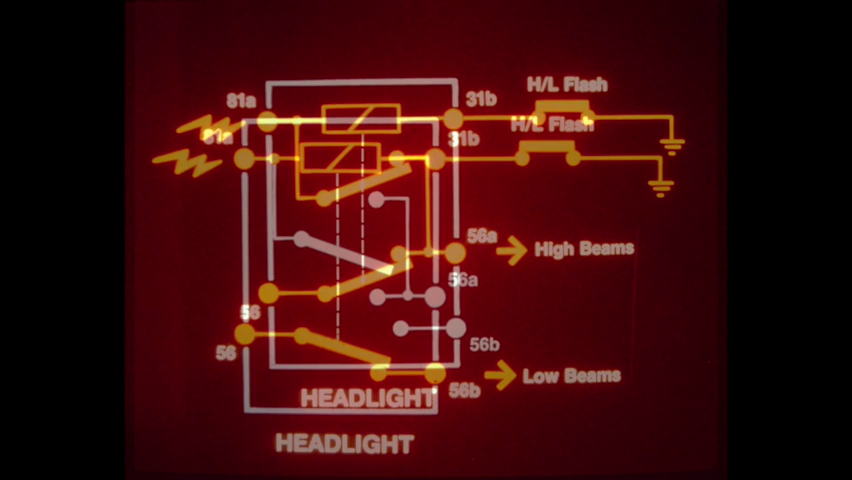 H/L Flash
81a
31b
H/L Flash
81a
31b
56a
High Beams
56a
56
56b
56
Low Beams
56b
HEADLIGHT
HEADLIGHT